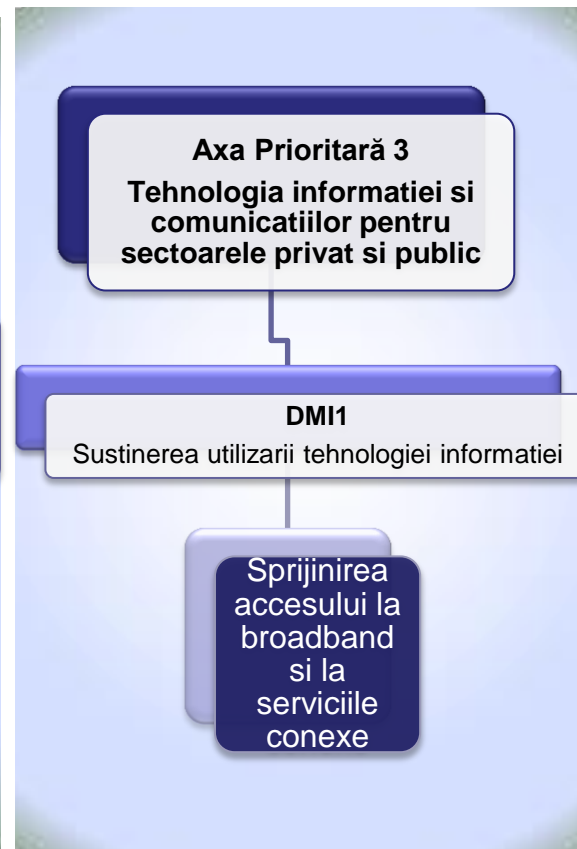 Axa Prioritară 3
Tehnologia informatiei si
comunicatiilor pentru
sectoarele privat si public
DMI1
Sustinerea utilizarii tehnologiei informatiei
Sprijinirea
accesului la
broadband
si la
serviciile
conexe